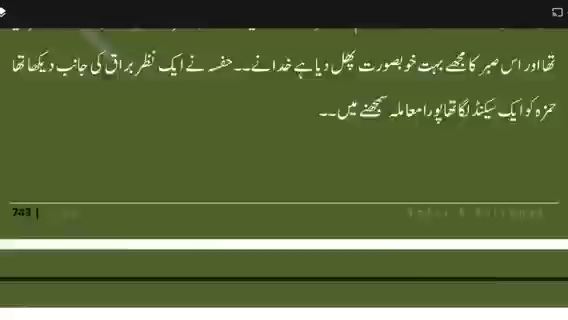 تھا اور اس صبر کا مجھے بہت خوبصورت پھل دیا ہے خدا نے۔۔ حفصہ نے ایک نظر براق کی جانب دیکھا تھا
حمزہ کو ایک سیکنڈ لگا تھا پورا معاملہ سمجھنے میں۔۔
743 |